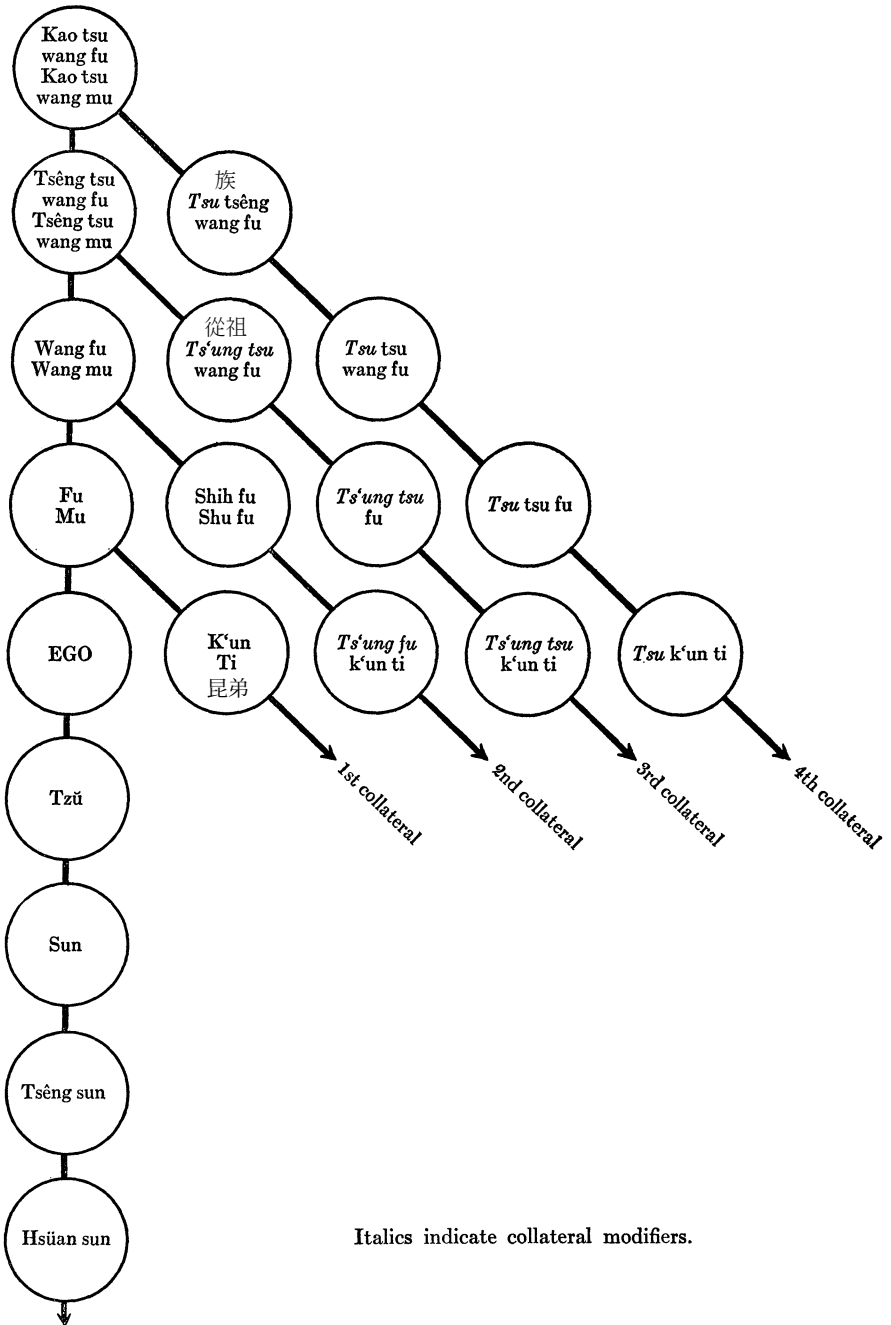 Kao tsu
wang fu
Kao tsu
wang mu
Tsêng tsu
wang fu
Tsêng tsu
wang mu
族
Tsu tsêng
wang fu
Wang fu
Wang mu
從祖
Ts‘ung tsu
wang fu
Tsu tsu
wang fu
Fu
Mu
Shih fu
Shu fu
Ts‘ung tsu
fu
Tsu tsu fu
EGO
K‘un
Ti
昆弟
Ts‘ung fu
k‘un ti
Ts‘ung tsu
k‘un ti
Tsu k‘un ti
1st collateral
2nd collateral
3rd collateral
4th collateral
Tzŭ
Sun
Tsêng sun
Hsüan sun
Italics indicate collateral modifiers.